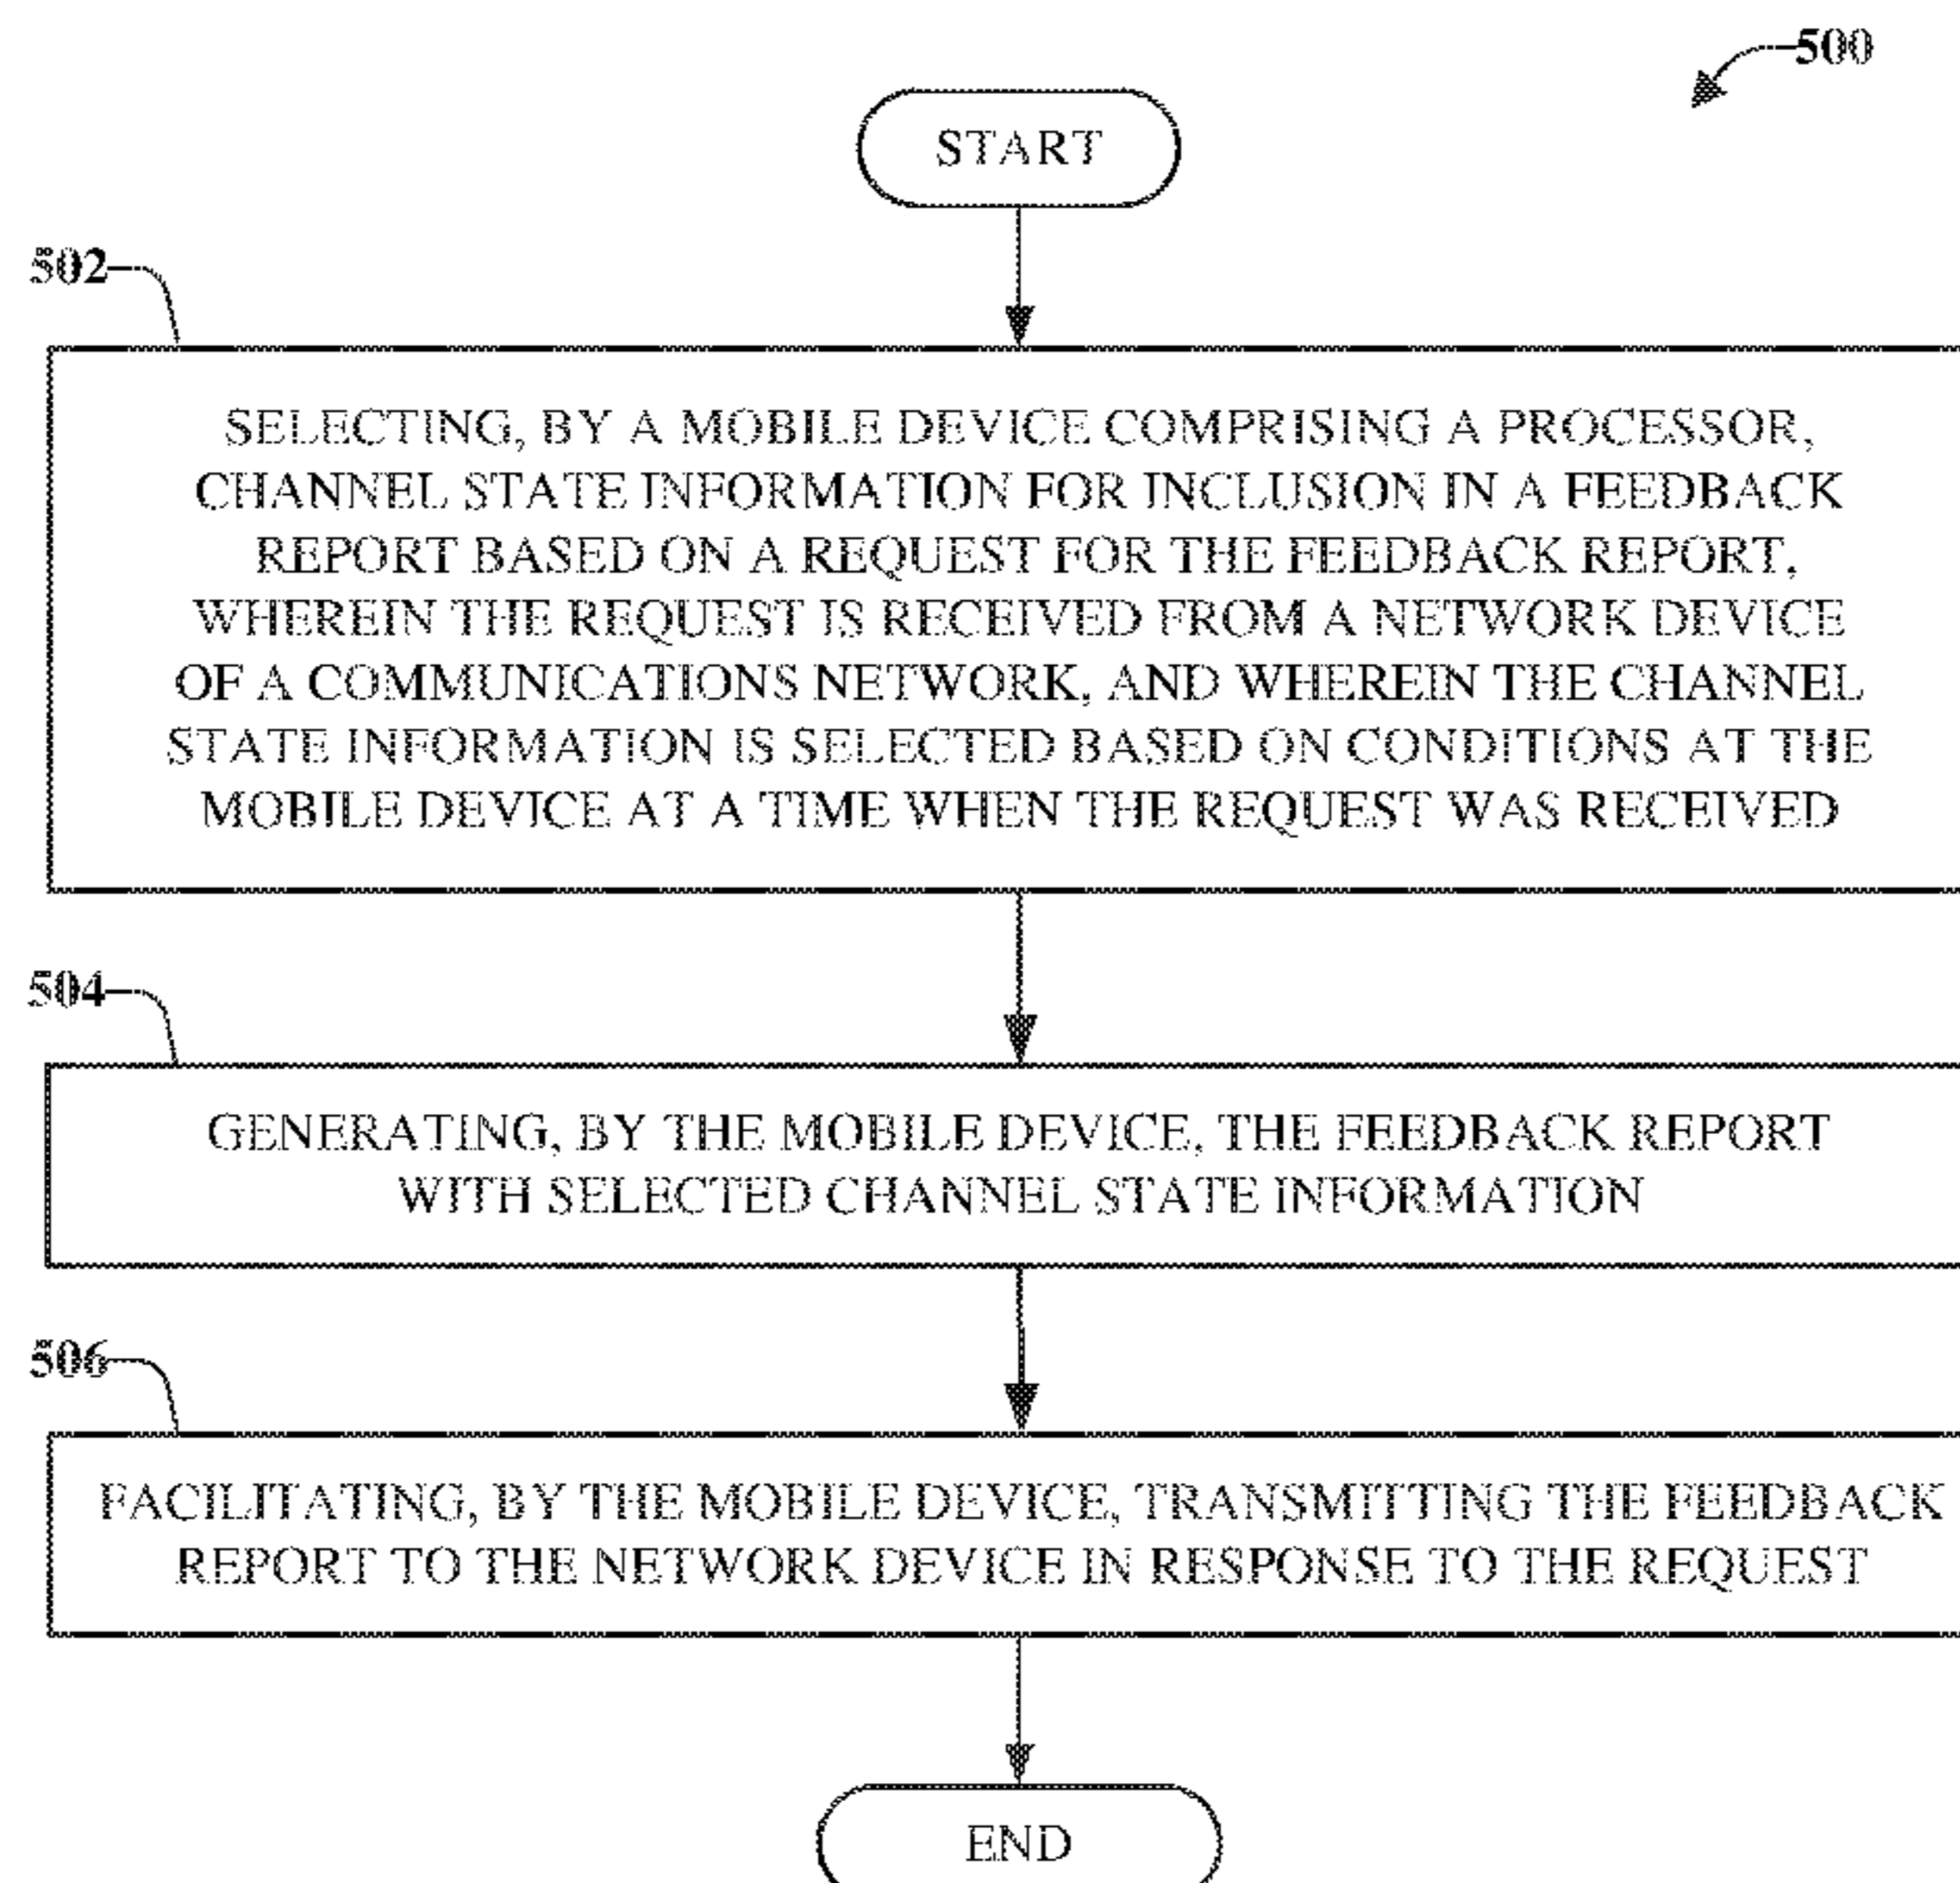 500
START
502
SELECTING, BY A MOBILE DEVICE COMPRISING A PROCESSOR,
CHANNEL STATE INFORMATION FOR INCLUSION IN A FEEDBACK
REPORT BASED ON A REQUEST FOR THE FEEDBACK REPORT,
WHEREIN THE REQUEST IS RECEIVED FROM A NETWORK DEVICE
OF A COMMUNICATIONS NETWORK, AND WHEREIN THE CHANNEL
STATE INFORMATION IS SELECTED BASED ON CONDITIONS AT THE
MOBILE DEVICE AT A TIME WHEN THE REQUEST WAS RECEIVED
504
GENERATING, BY THE MOBILE DEVICE, THE FEEDBACK REPORT
WITH SELECTED CHANNEL STATE INFORMATION
506
FACILITATING, BY THE MOBILE DEVICE, TRANSMITTING THE FEEDBACK
REPORT TO THE NETWORK DEVICE IN RESPONSE TO THE REQUEST
END